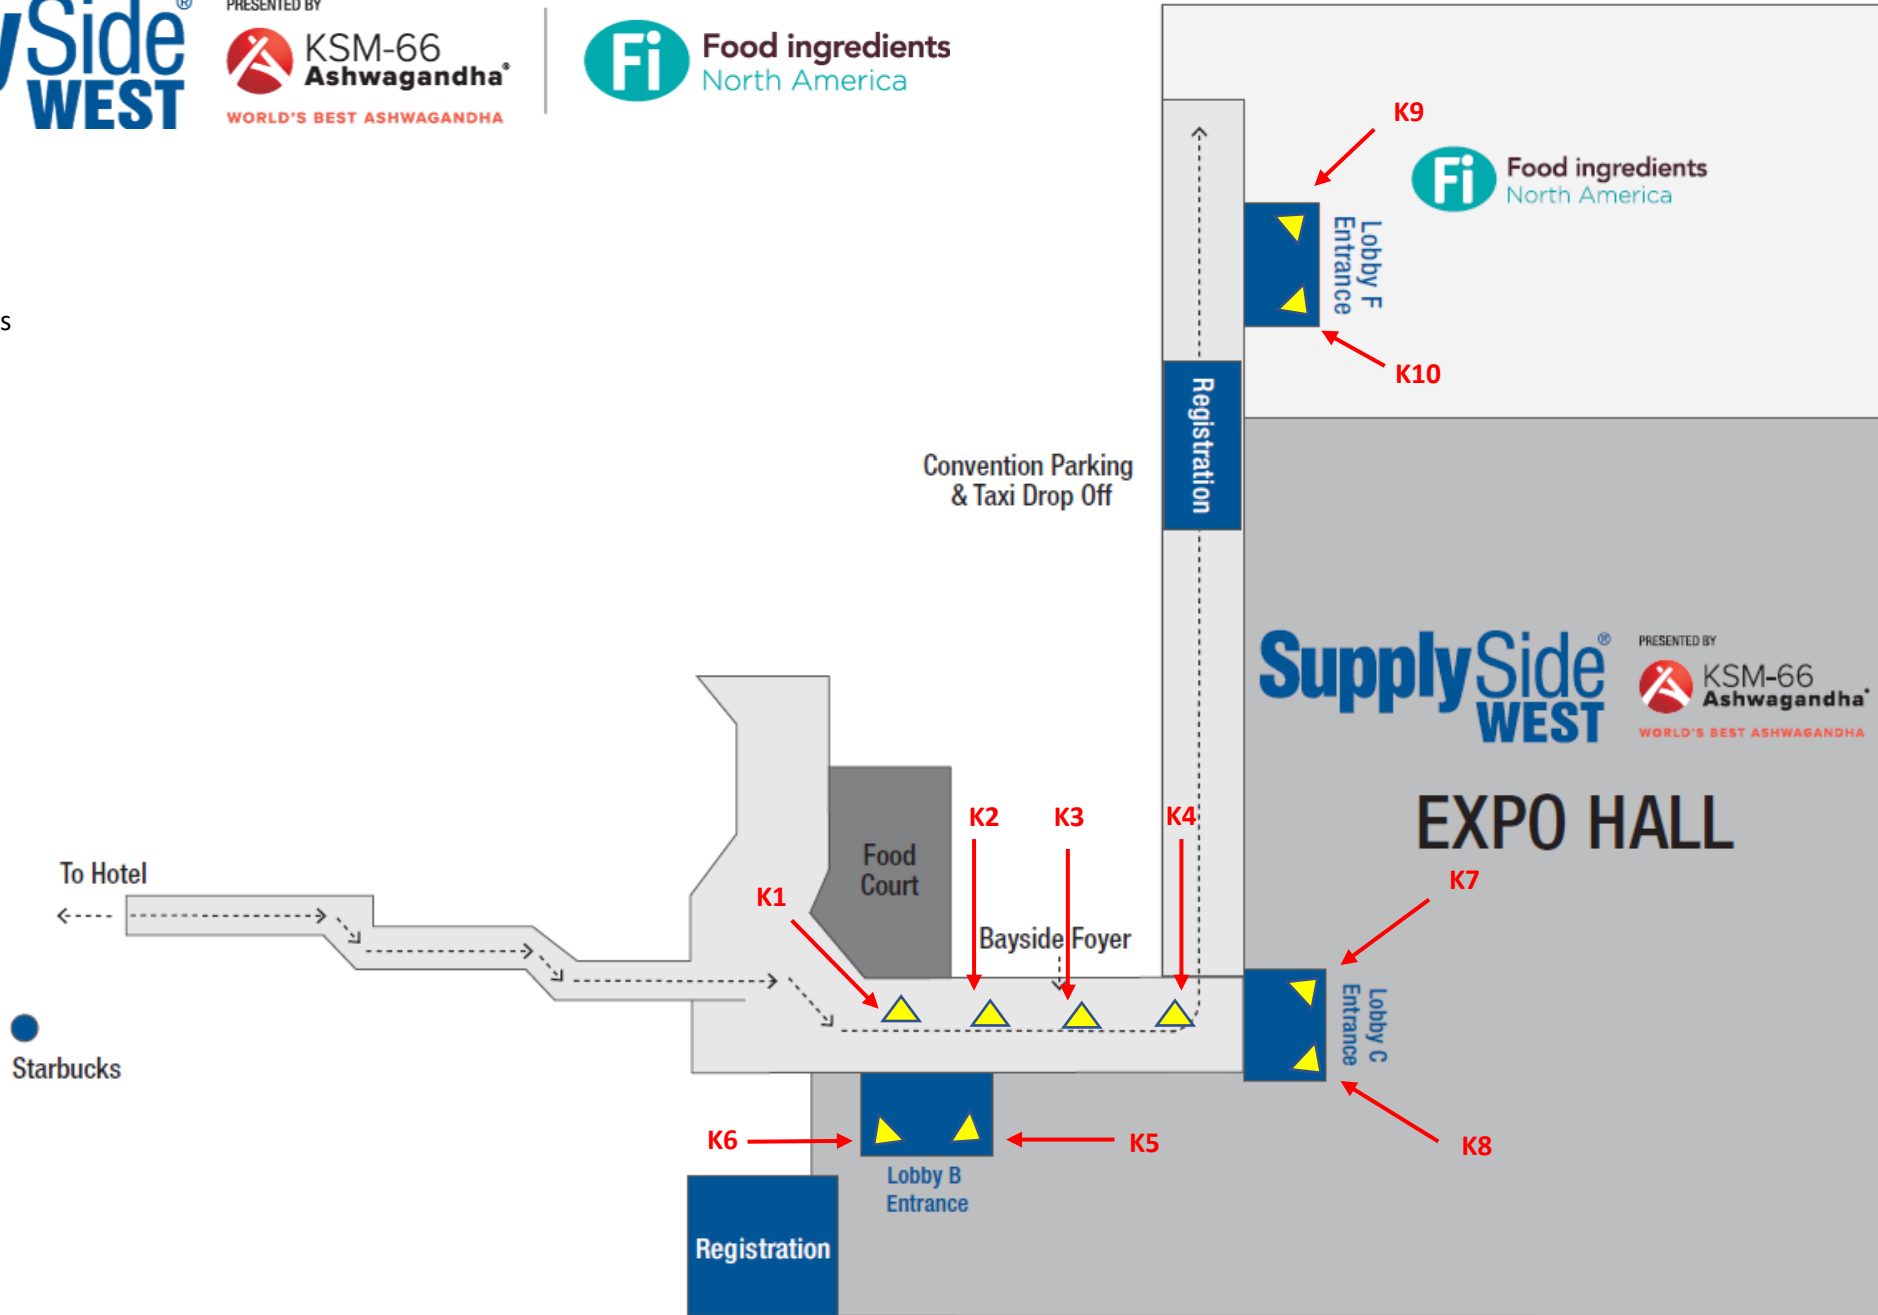 ySide®
WEST
PRESENTED BY
KSM-66
Ashwagandha®
WORLD'S BEST ASHWAGANDHA
Fi
Food ingredients
North America
s
K9
Fi
Food ingredients
North America
Lobby F
Entrance
K10
Registration
Convention Parking
& Taxi Drop Off
SupplySide®
WEST
PRESENTED BY
KSM-66
Ashwagandha®
WORLD'S BEST ASHWAGANDHA
EXPO HALL
K2
K3
K4
Food
Court
To Hotel
K1
K7
Bayside Foyer
Lobby C
Entrance
Starbucks
K6
K5
K8
Lobby B
Entrance
Registration